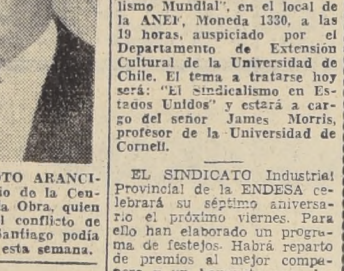 lismo Mundial", en el local de
la ANEF, Moneda 1330, a las
19 horas, auspiciado por el
Departamento de Extensión
Cultural de la Universidad de
Chile. El tema a tratarse hoy
será: "El Sindicalismo en Es-
tados Unidos" y estará a car-
go del señor James Morris,
profesor de la Universidad de
Cornell.
EL SINDICATO Industrial
Provincial de la ENDESA ce-
lebrará su séptimo aniversa-
rio el próximo viernes. Para
ello han elaborado un progra-
ma de festejos. Habrá reparto
de premios al mejor compa-
OTO ARANCI-
io de la Cen-
a Obra, quien
l conflicto de
Santiago podía
esta semana.